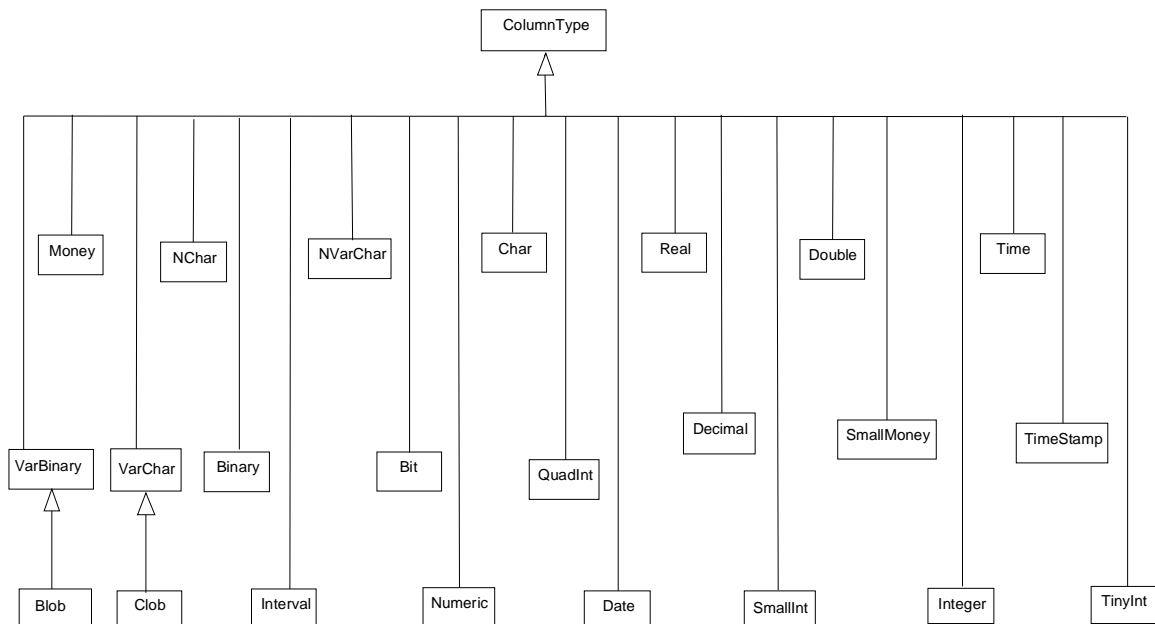 ColumnType
Money
NChar
NVarChar
Char
Real
Double
Time
VarBinary
VarChar
Binary
Bit
QuadInt
Decimal
SmallMoney
TimeStamp
Blob
Clob
Interval
Numeric
Date
SmallInt
Integer
TinyInt